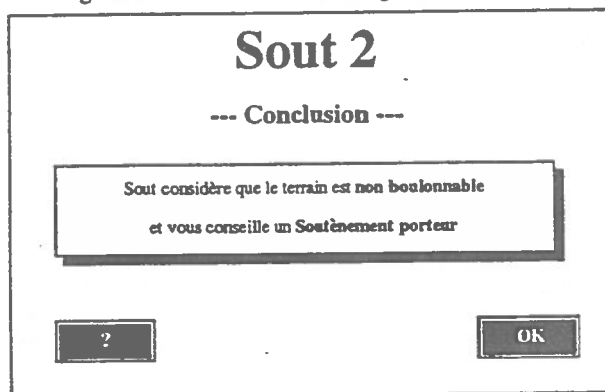 Sout 2
--- Conclusion ---
Sout considère que le terrain est non boulonnable
et vous conseille un Soutènement porteur
?
OK